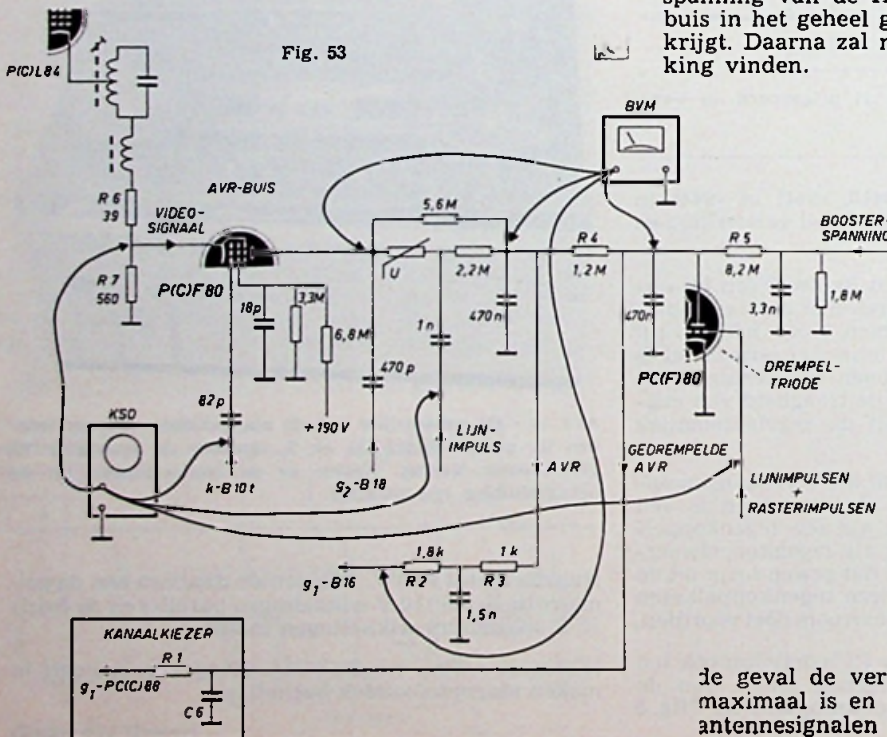 spanning van de
buis in het geheel g
krijgt. Daarna zal
king vinden.
Fig. 53
P(C)L84
BVM
AVR-BUIS
5,6M
R 6
39
VIDEO-
SIGNAAL
BOOSTER-
SPANNING
R4
1,2M
R5
8,2M
U
2,2M
R 7
560
P(C)F80
18p
3,3M
6,8M
1n
470n
470n
3,3n
1,8M
PC(F)80
DREMPEL-
TRIODE
470p
82p
+190V
KSO
LIJN-
IMPULS
AVR
GEDREMPELDE
AVR
k-B10t
g2-B18
LIJNIMPULSEN
+
RASTERIMPULSEN
1,8k
1k
g1-B16
R2
R3
1,5n
KANAALKIEZER
R1
g1-PC(C)88
C6
de geval de ver
maximaal is en
antennesignalen